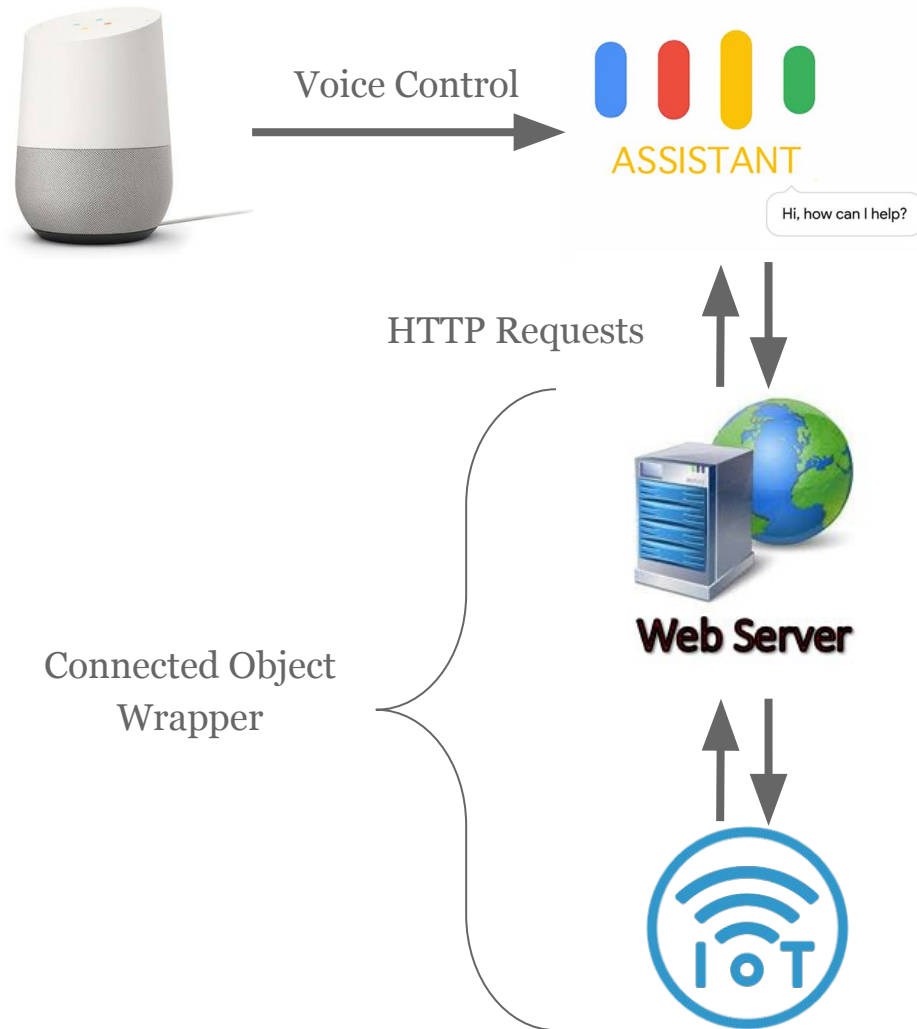 Voice Control
ASSISTANT
Hi, how can I help?
HTTP Requests
Web Server
Connected Object
Wrapper
IoT